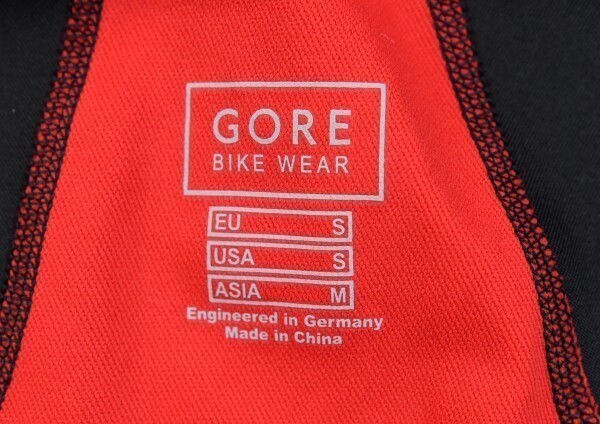 GORE
BIKE WEAR
EU S
USA S
ASIA M
Engineered in Germany
Made in China